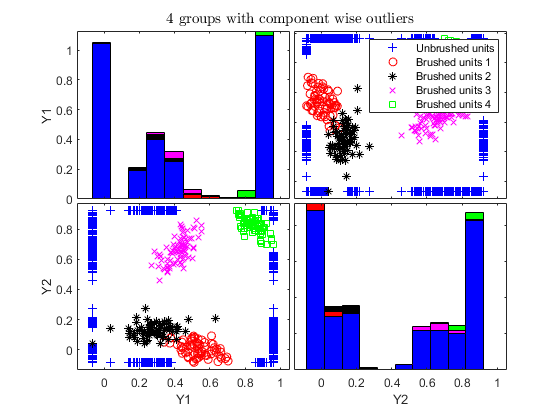 4 groups with component wise outliers
Y1
1
0.8
0.6
0.4
0.2
0
Unbrushed units
Brushed units 1
Brushed units 2
Brushed units 3
Brushed units 4
Y2
0.8
0.6
0.4
0.2
0
0 0.2 0.4 0.6 0.8 1
Y1
0 0.2 0.4 0.6 0.8 1
Y2